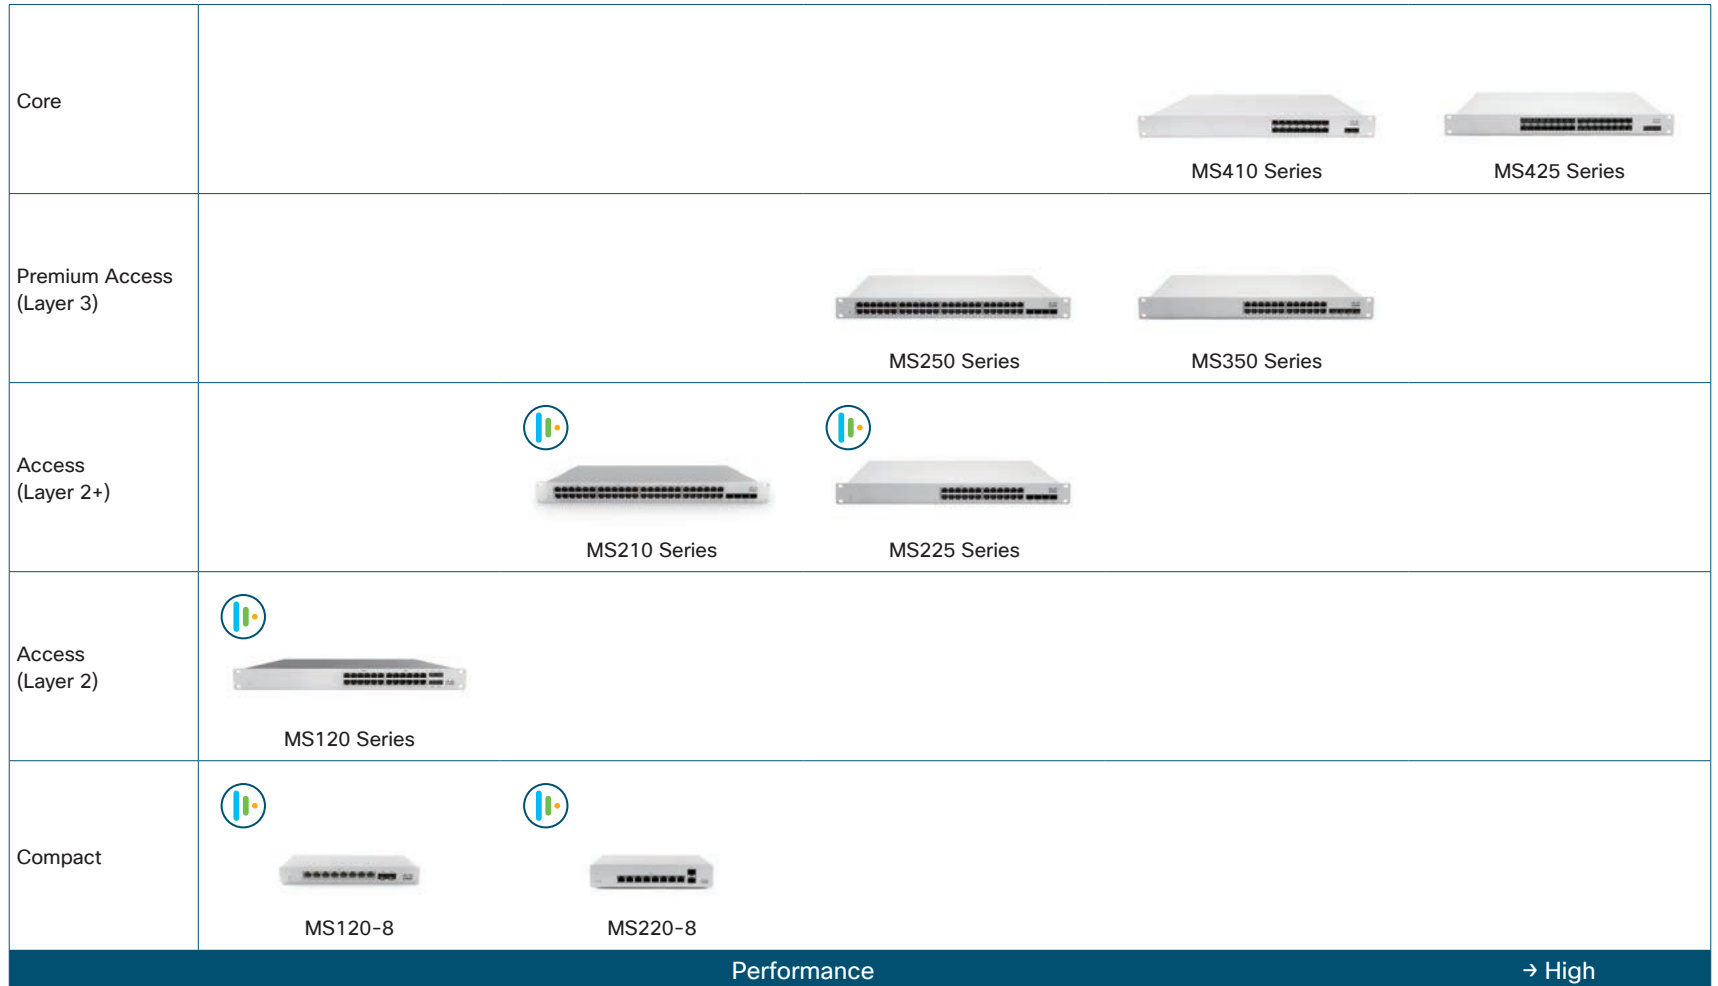 Core
MS410 Series
MS425 Series
Premium Access
(Layer 3)
MS250 Series
MS350 Series
Access
(Layer 2+)
MS210 Series
MS225 Series
Access
(Layer 2)
MS120 Series
Compact
MS120-8
MS220-8
Performance
→ High